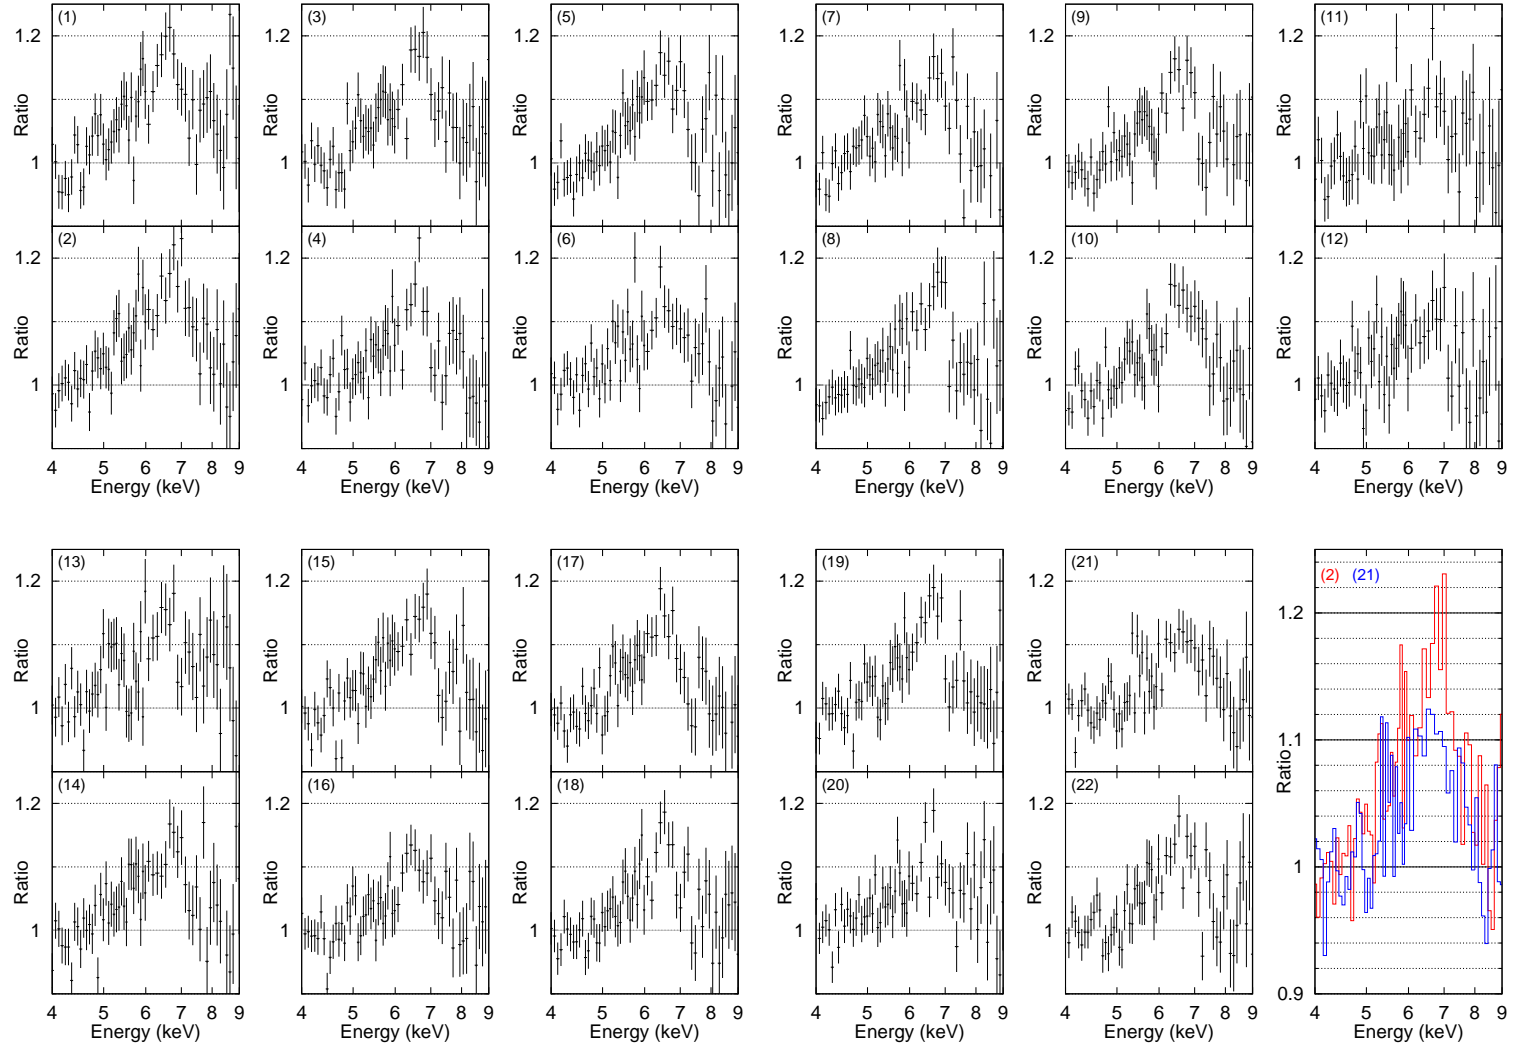 (1) (3) (5) (7) (9) (11)
1.2 1.2 1.2 1.2 1.2 1.2
Ratio Ratio Ratio Ratio Ratio Ratio
1 1 1 1 1 1
(2) (4) (6) (8) (10) (12)
1.2 1.2 1.2 1.2 1.2 1.2
Ratio Ratio Ratio Ratio Ratio Ratio
1 1 1 1 1 1
4 5 6 7 8 9 4 5 6 7 8 9 4 5 6 7 8 9 4 5 6 7 8 9 4 5 6 7 8 9 4 5 6 7 8 9
Energy (keV) Energy (keV) Energy (keV) Energy (keV) Energy (keV) Energy (keV)
(13) (15) (17) (19) (21) (2) (21)
1.2 1.2 1.2 1.2 1.2 1.2
Ratio Ratio Ratio Ratio Ratio
1 1 1 1 1 1.1
(14) (16) (18) (20) (22) Ratio
1.2 1.2 1.2 1.2 1.2
Ratio Ratio Ratio Ratio Ratio 1
1 1 1 1 1
0.9
4 5 6 7 8 9 4 5 6 7 8 9 4 5 6 7 8 9 4 5 6 7 8 9 4 5 6 7 8 9 4 5 6 7 8 9
Energy (keV) Energy (keV) Energy (keV) Energy (keV) Energy (keV) Energy (keV)